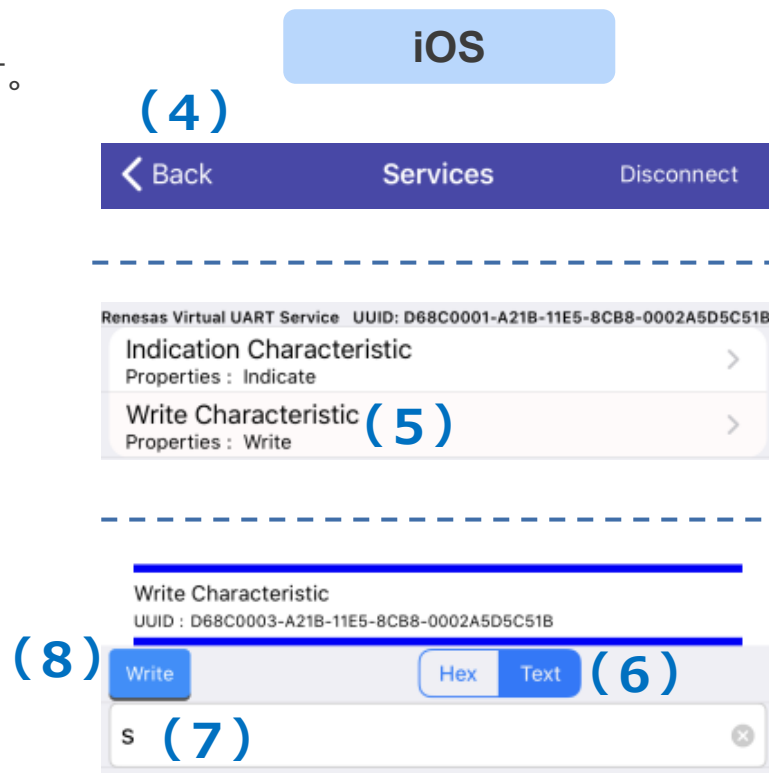 iOS
。
（4）
Back Services Disconnect
Renesas Virtual UART Service UUID: D68C0001-A21B-11E5-8CB8-0002A5D5C51B
Indication Characteristic
Properties : Indicate
Write Characteristic（5）
Properties : Write
Write Characteristic
UUID : D68C0003-A21B-11E5-8CB8-0002A5D5C51B
（8）Write Hex Text（6）
s（7）